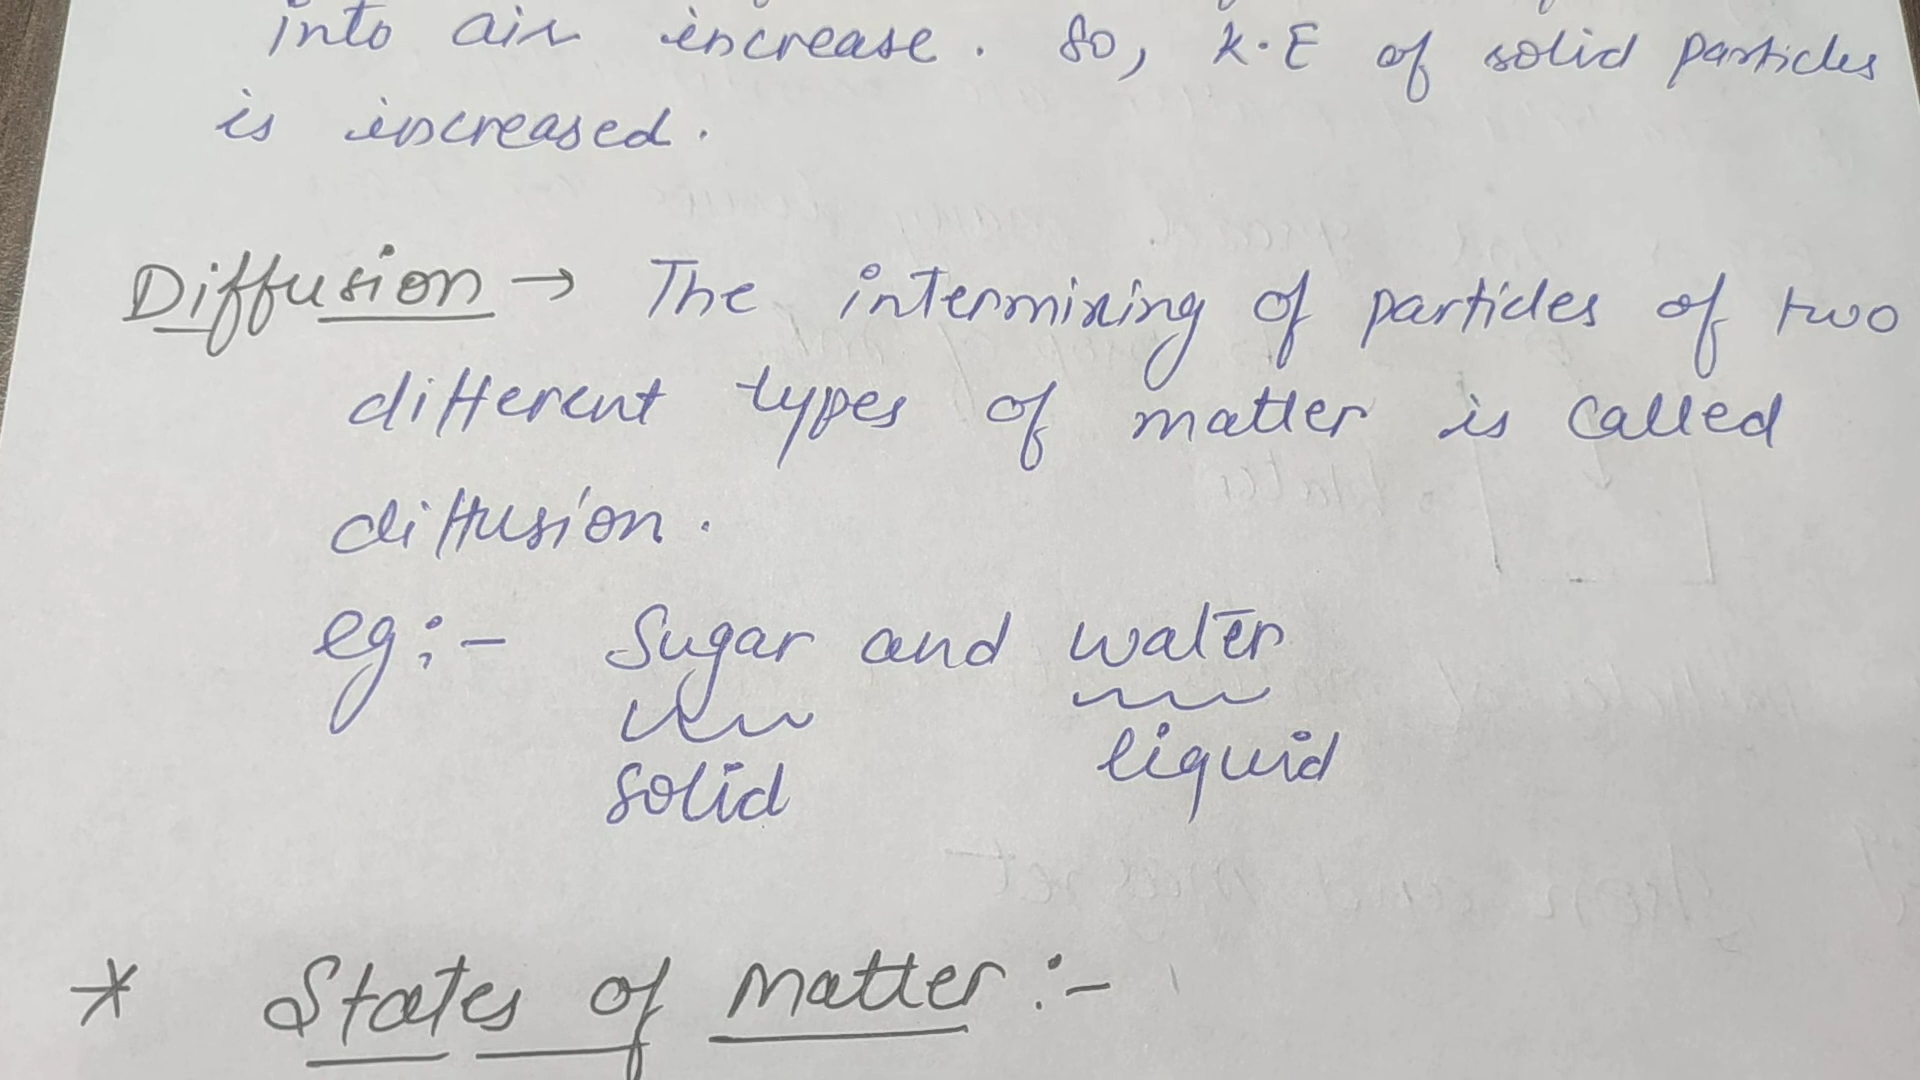 into air increase. So, K.E of solid particles
is increased.
Diffusion → The intermixing of particles of two
different types of matter is called
diffusion.
eg:- Sugar and water
solid liquid
* States of matter:-